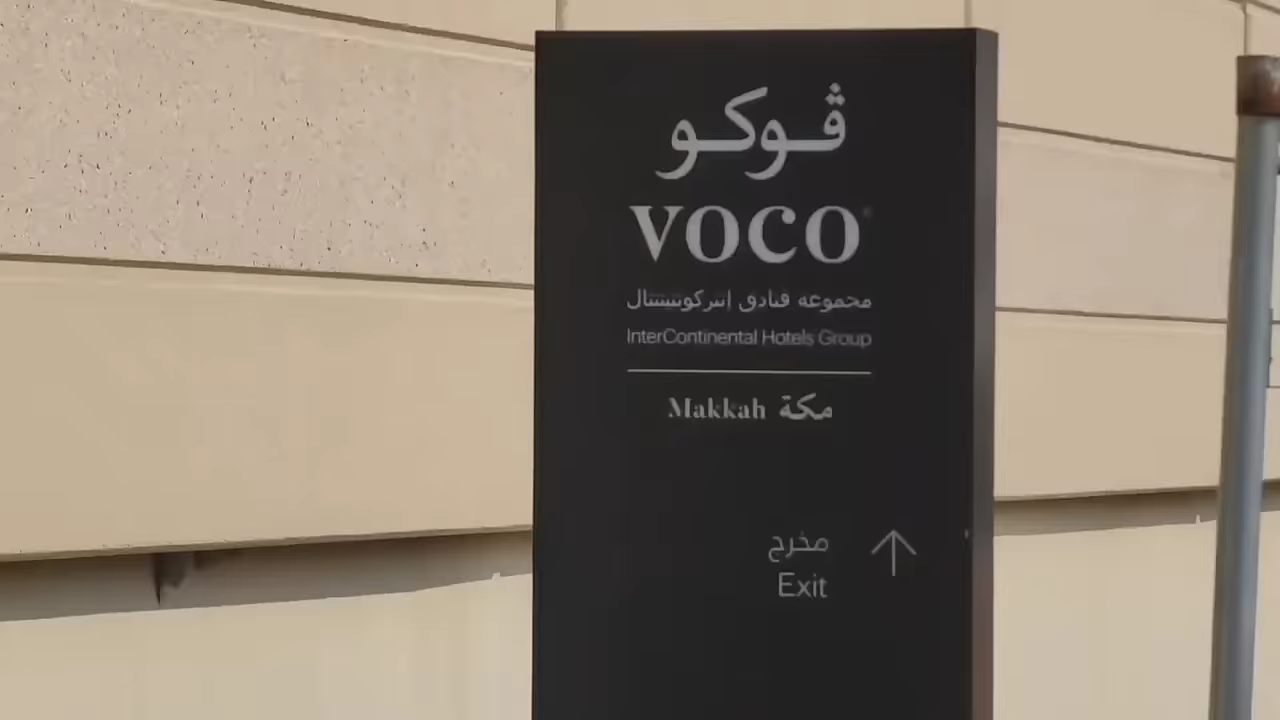 ڤوكو
voco
مجموعة فنادق إنتركونتيننتال
InterContinental Hotels Group
Makkah مكة
مخرج
Exit